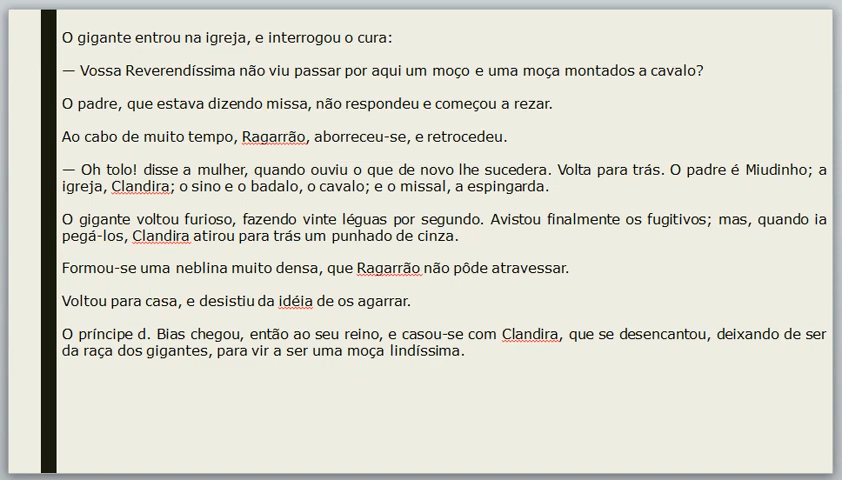 O gigante entrou na igreja, e interrogou o cura:
— Vossa Reverendíssima não viu passar por aqui um moço e uma moça montados a cavalo?
O padre, que estava dizendo missa, não respondeu e começou a rezar.
Ao cabo de muito tempo, Ragarrão, aborreceu-se, e retrocedeu.
— Oh tolo! disse a mulher, quando ouviu o que de novo lhe sucedera. Volta para trás. O padre é Miudinho; a
igreja, Clandira; o sino e o badalo, o cavalo; e o missal, a espingarda.
O gigante voltou furioso, fazendo vinte léguas por segundo. Avistou finalmente os fugitivos; mas, quando ia
pegá-los, Clandira atirou para trás um punhado de cinza.
Formou-se uma neblina muito densa, que Ragarrão não pôde atravessar.
Voltou para casa, e desistiu da idéia de os agarrar.
O príncipe d. Bias chegou, então ao seu reino, e casou-se com Clandira, que se desencantou, deixando de ser
da raça dos gigantes, para vir a ser uma moça lindíssima.